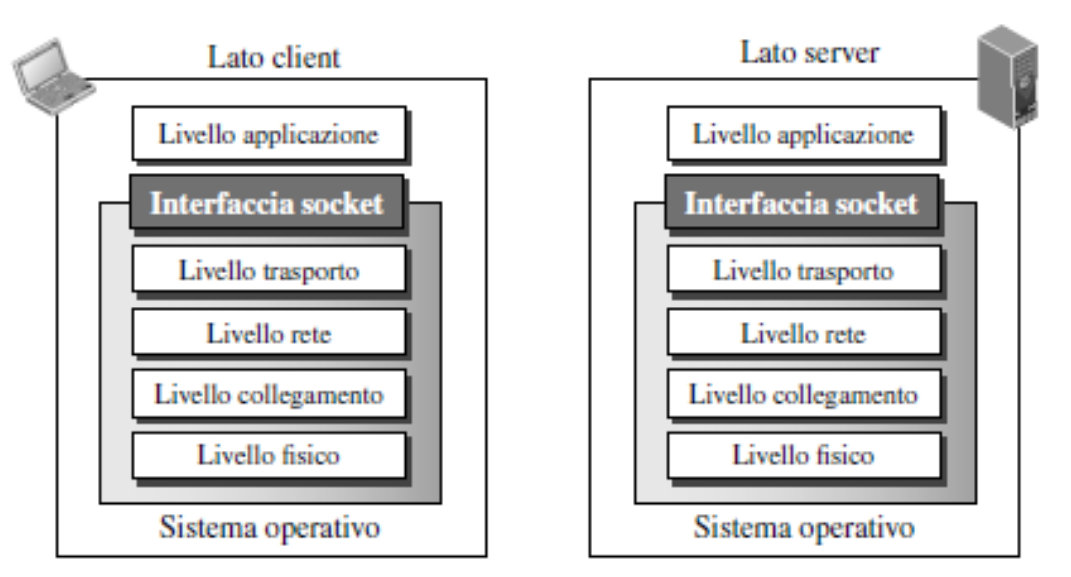 Lato client
Livello applicazione
Interfaccia socket
Livello trasporto
Livello rete
Livello collegamento
Livello fisico
Sistema operativo
Lato server
Livello applicazione
Interfaccia socket
Livello trasporto
Livello rete
Livello collegamento
Livello fisico
Sistema operativo